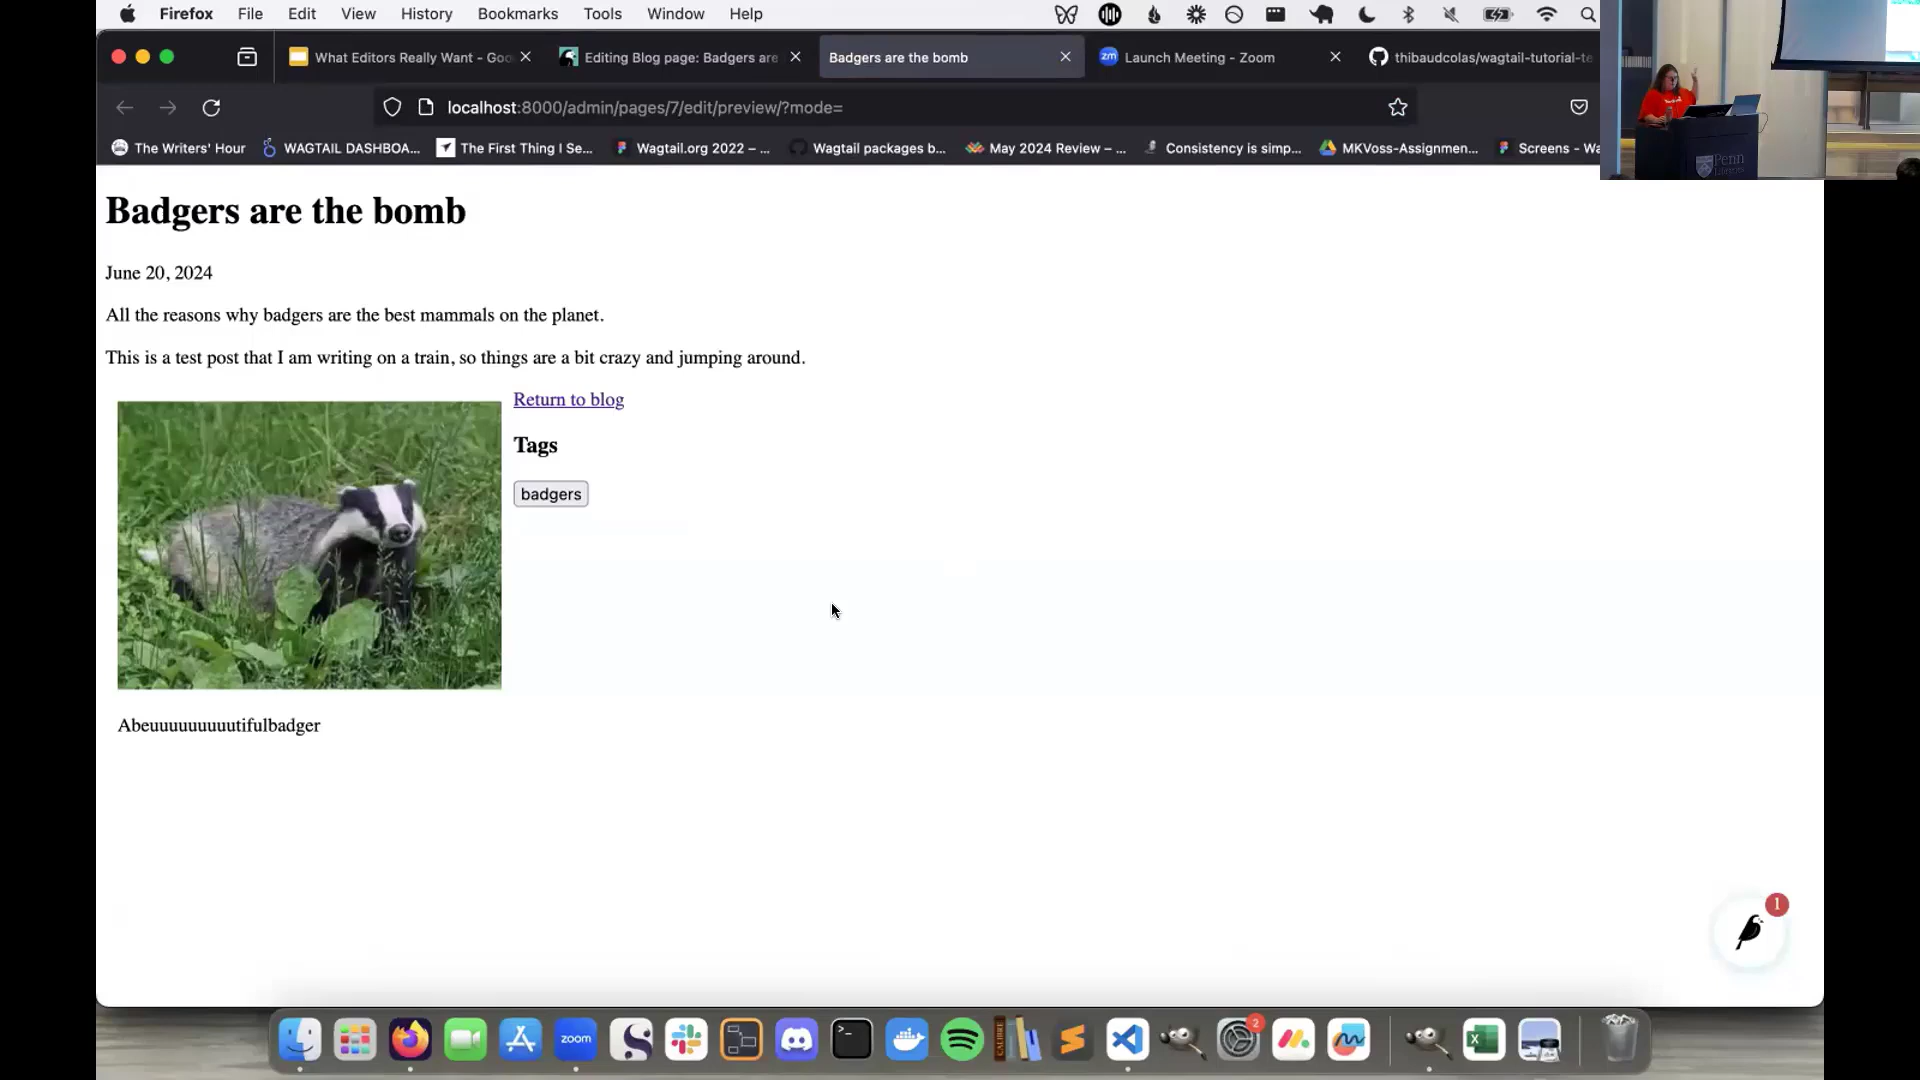 Firefox File Edit View History Bookmarks Tools Window Help
What Editors Really Want - Goo
Editing Blog page: Badgers are
Badgers are the bomb
zm Launch Meeting - Zoom
thibaudcolas/wagtail-tutorial-te
localhost:8000/admin/pages/7/edit/preview/?mode=
The Writers' Hour
WAGTAIL DASHBOA...
The First Thing I Se...
Wagtail.org 2022 – ...
Wagtail packages b...
May 2024 Review – ...
Consistency is simp...
MKVoss-Assignmen...
Screens - Wa
Penn
Badgers are the bomb
June 20, 2024
All the reasons why badgers are the best mammals on the planet.
This is a test post that I am writing on a train, so things are a bit crazy and jumping around.
Return to blog
Tags
badgers
Abeuuuuuuuuutifulbadger
1
zoom
CALIBRE
2